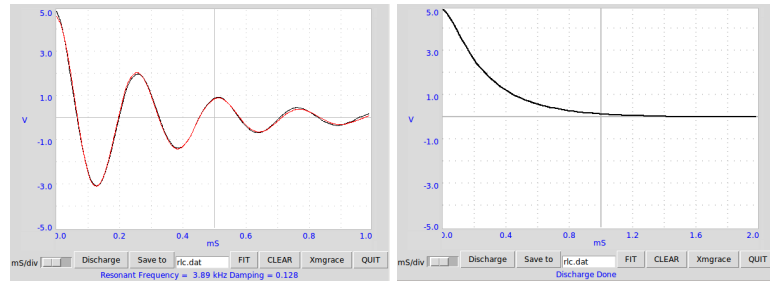 5.0
3.0
1.0
V
-1.0
-3.0
-5.0
0.0 0.2 0.4 0.6 0.8 1.0
mS
mS/div Discharge Save to rlc.dat FIT CLEAR Xmgrace QUIT
Resonant Frequency = 3.89 kHz Damping = 0.128
5.0
3.0
1.0
V
-1.0
-3.0
-5.0
0.0 0.4 0.8 1.2 1.6 2.0
mS
mS/div Discharge Save to rlc.dat FIT CLEAR Xmgrace QUIT
Discharge Done